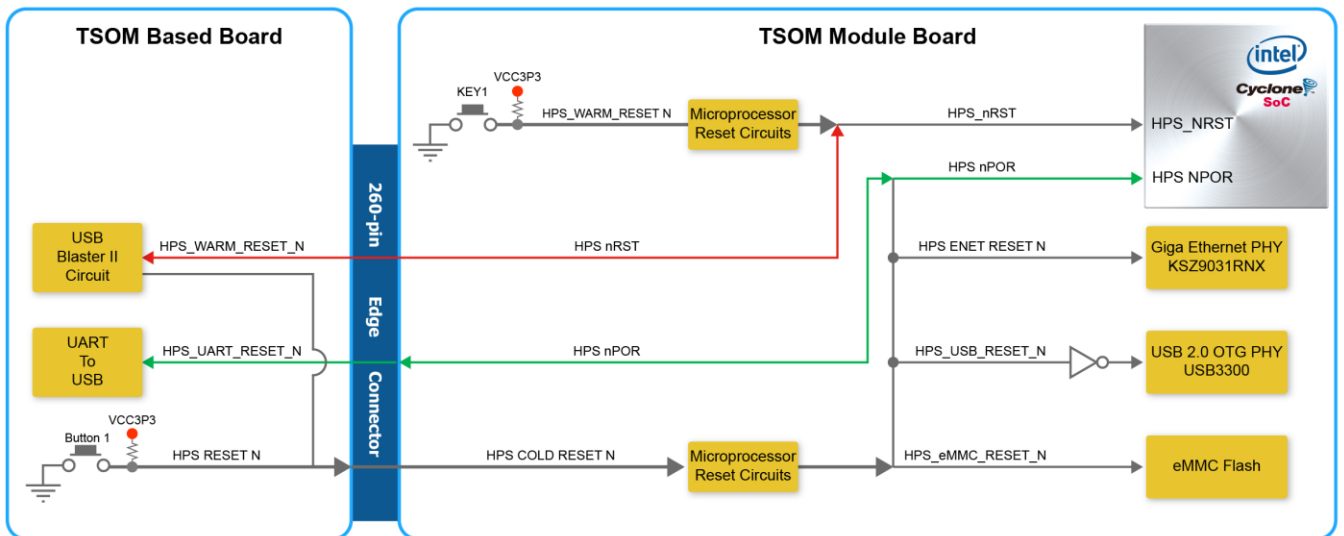 TSOM Based Board
TSOM Module Board
VCC3P3
KEY1
HPS_WARM_RESET N
Microprocessor
Reset Circuits
HPS_nRST
intel
Cyclone
SoC
HPS_NRST
HPS nPOR
HPS NPOR
260-pin Edge Connector
USB
Blaster II
Circuit
HPS_WARM_RESET_N
HPS nRST
HPS ENET RESET N
Giga Ethernet PHY
KSZ9031RNX
UART
To
USB
HPS_UART_RESET_N
HPS nPOR
HPS_USB_RESET_N
USB 2.0 OTG PHY
USB3300
VCC3P3
Button 1
HPS RESET N
HPS COLD RESET N
Microprocessor
Reset Circuits
HPS_eMMC_RESET_N
eMMC Flash